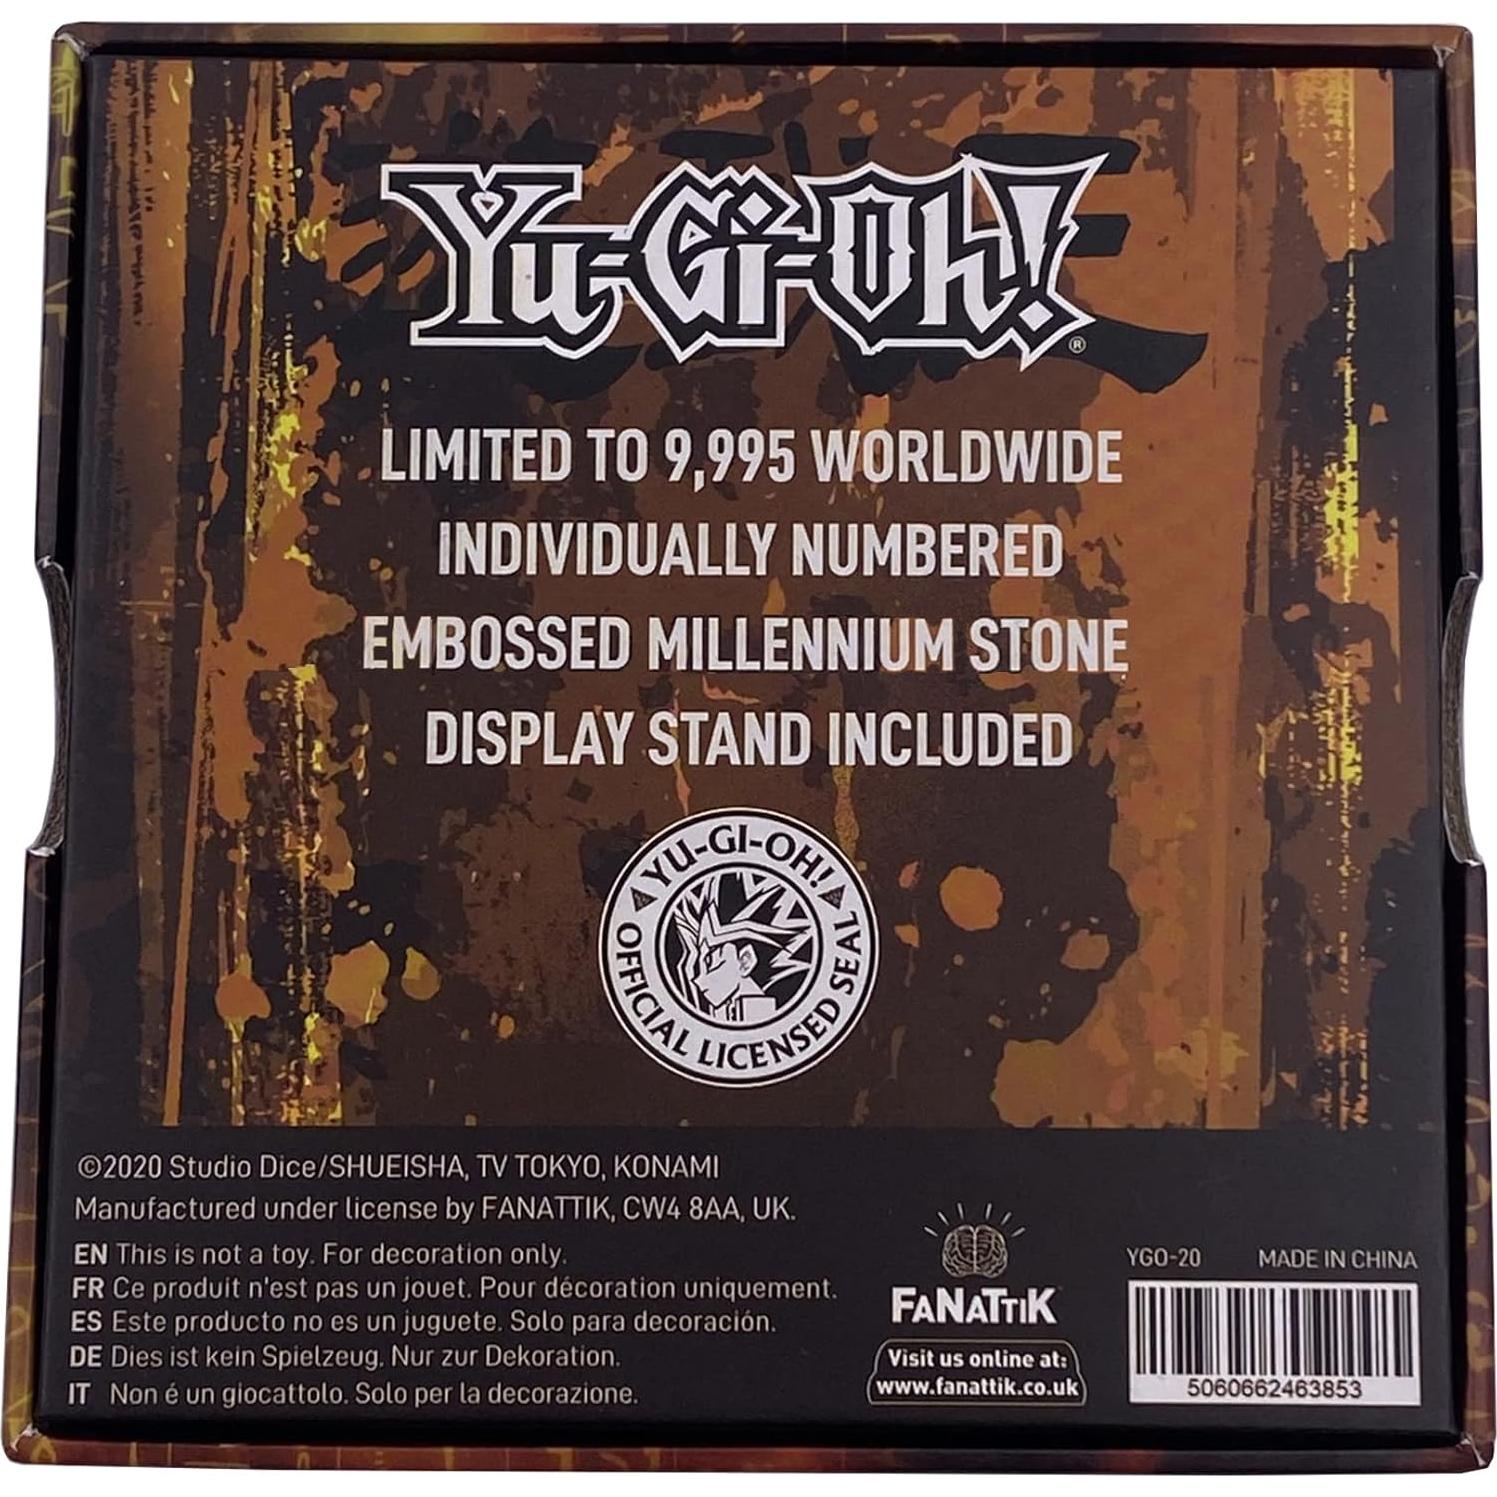 Yu-Gi-Oh!®
LIMITED TO 9,995 WORLDWIDE
INDIVIDUALLY NUMBERED
EMBOSSED MILLENNIUM STONE
DISPLAY STAND INCLUDED
YU-GI-OH!
OFFICIAL LICENSED SEAL
©2020 Studio Dice/SHUEISHA, TV TOKYO, KONAMI
Manufactured under license by FANATTIK, CW4 8AA, UK.
EN This is not a toy. For decoration only.
FR Ce produit n'est pas un jouet. Pour décoration uniquement.
ES Este producto no es un juguete. Solo para decoración.
DE Dies ist kein Spielzeug. Nur zur Dekoration.
IT Non é un giocattolo. Solo per la decorazione.
FANATTIK
Visit us online at:
www.fanattik.co.uk
YGO-20 MADE IN CHINA
5060662463853